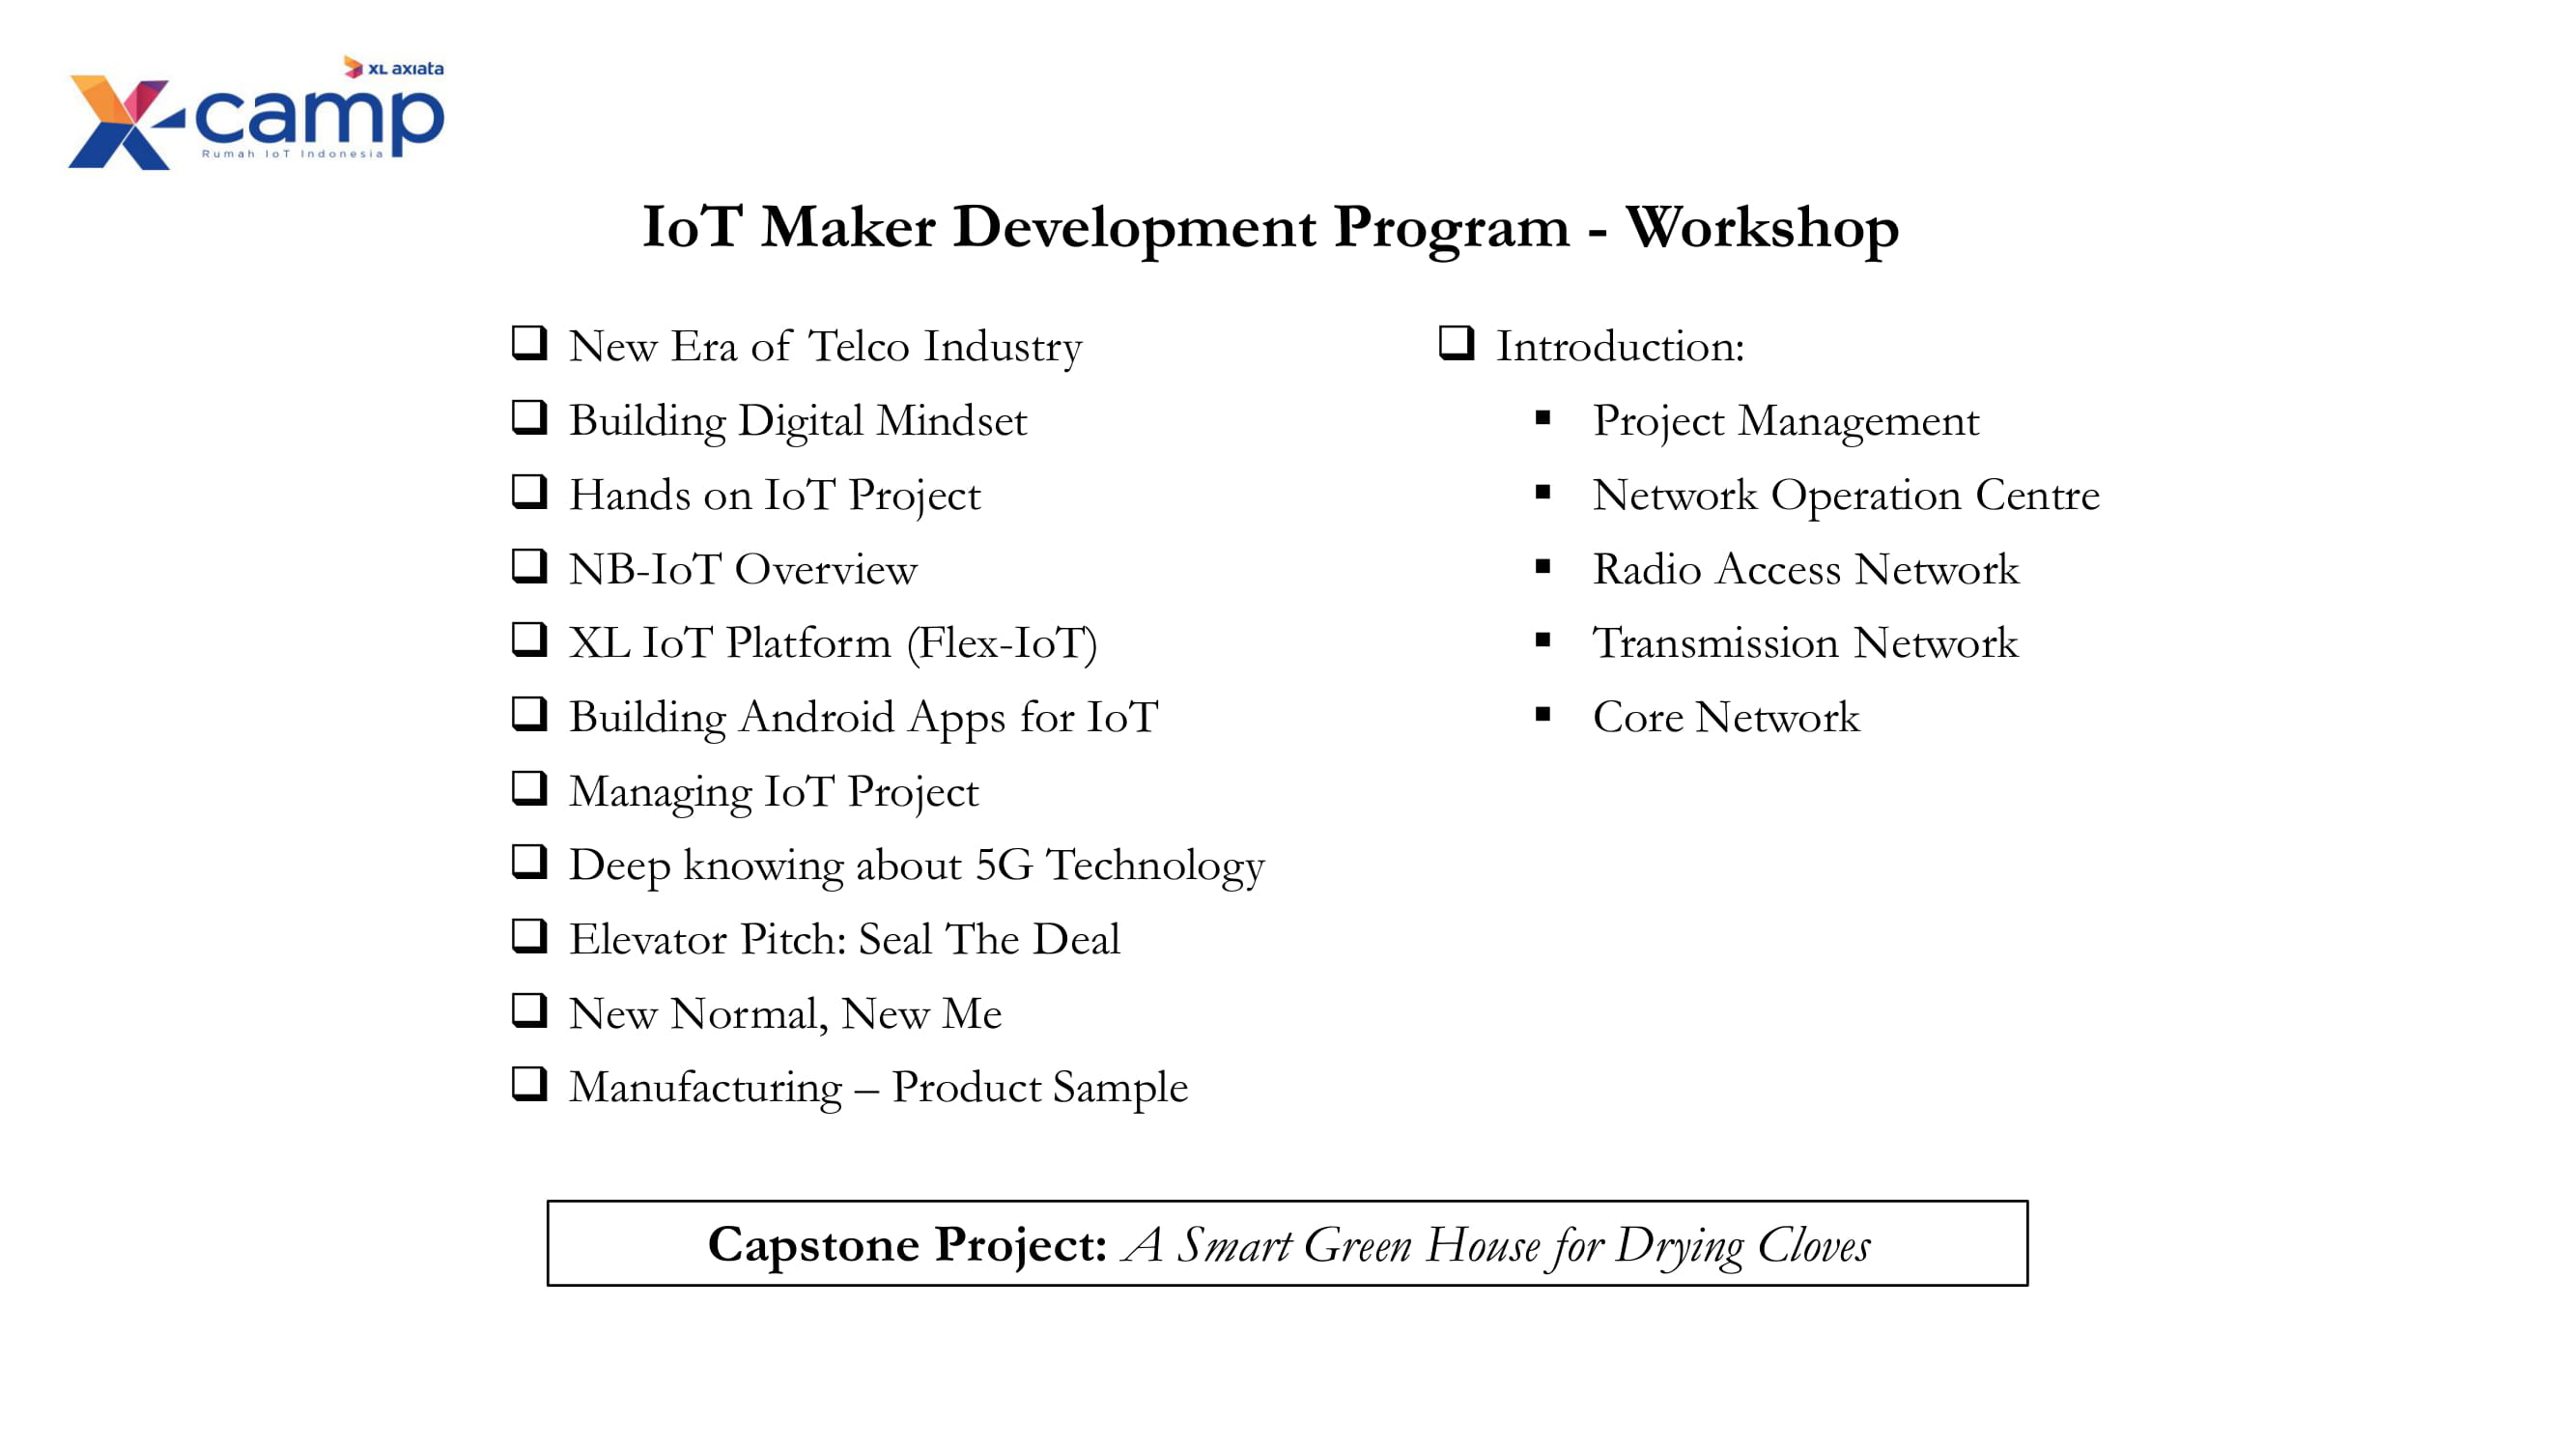 XL axiata
X-camp
Rumah IoT Indonesia
IoT Maker Development Program - Workshop
❑ New Era of Telco Industry
❑ Building Digital Mindset
❑ Hands on IoT Project
❑ NB-IoT Overview
❑ XL IoT Platform (Flex-IoT)
❑ Building Android Apps for IoT
❑ Managing IoT Project
❑ Deep knowing about 5G Technology
❑ Elevator Pitch: Seal The Deal
❑ New Normal, New Me
❑ Manufacturing – Product Sample
❑ Introduction:
▪ Project Management
▪ Network Operation Centre
▪ Radio Access Network
▪ Transmission Network
▪ Core Network
Capstone Project: A Smart Green House for Drying Cloves